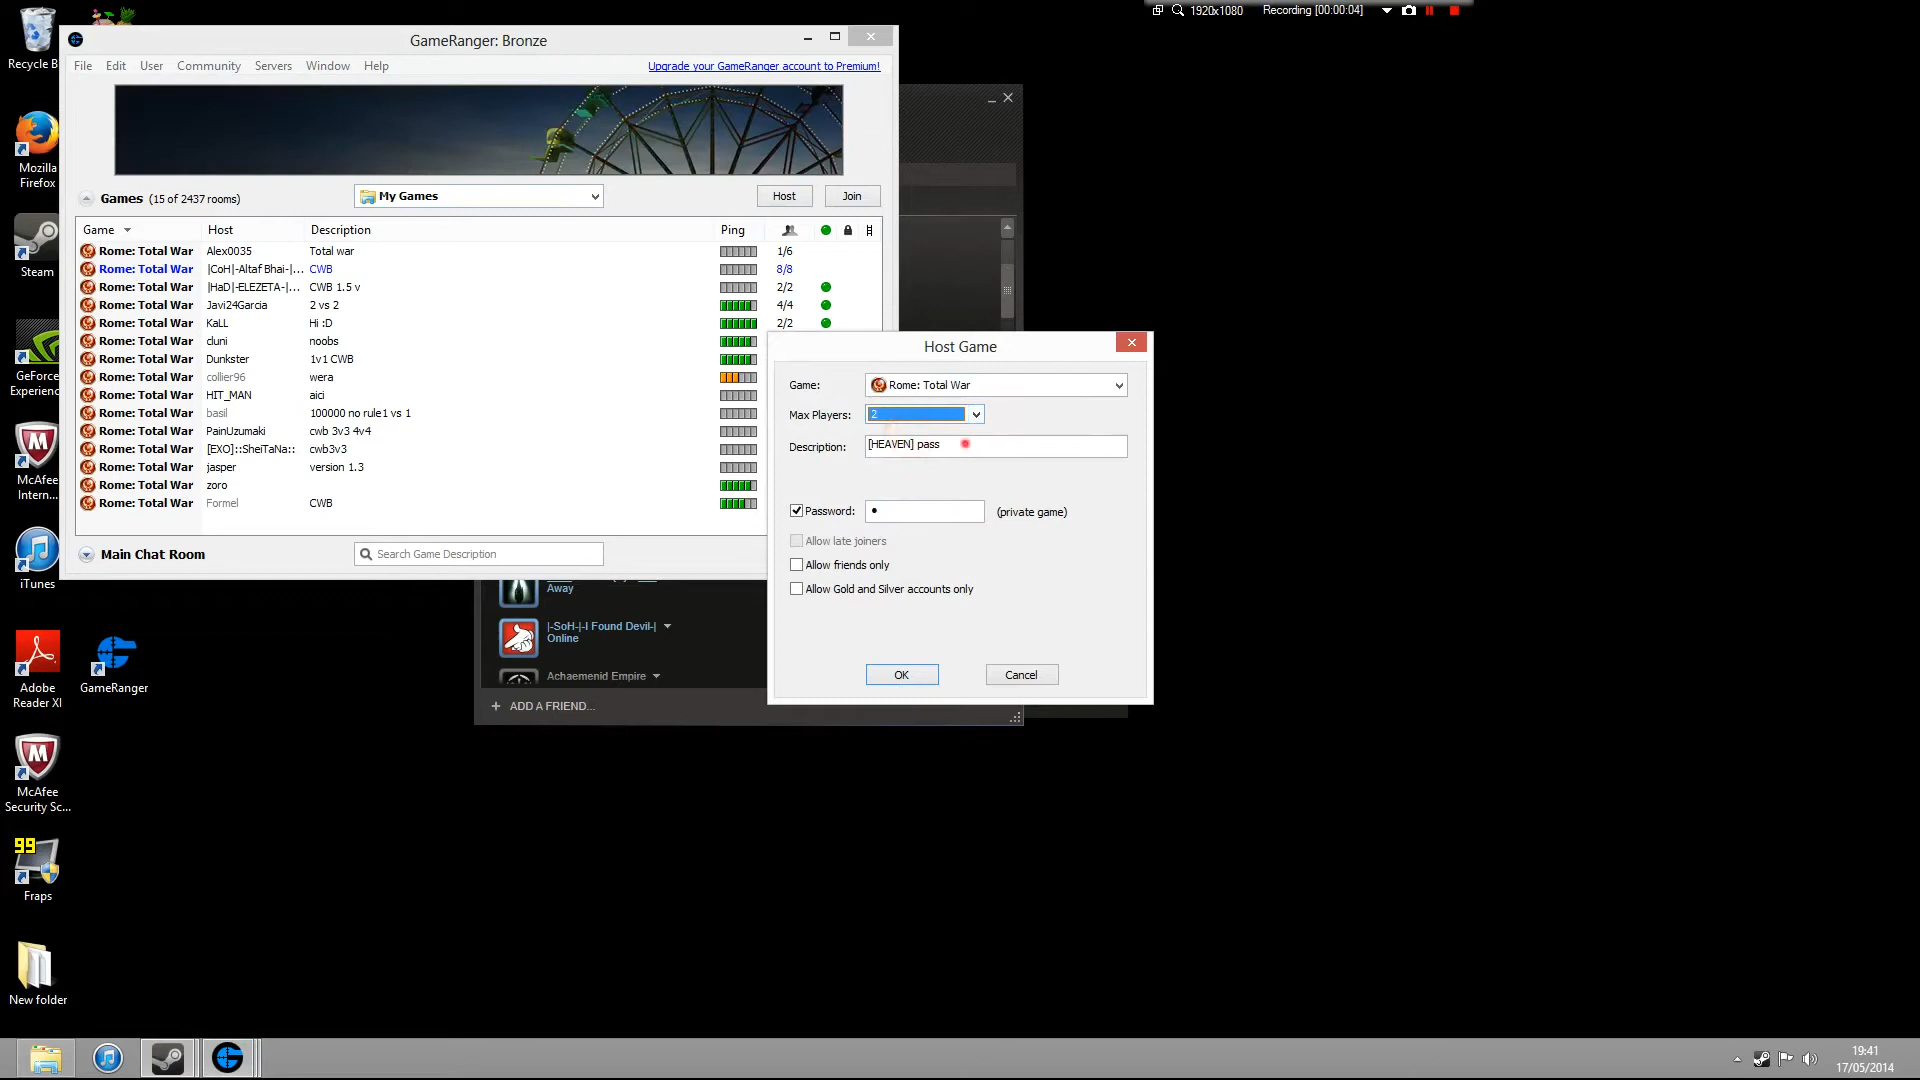 1920x1080 Recording [00:00:04]
Recycle B
Mozilla
Firefox
Steam
GeForce
Experienc
McAfee
Intern...
iTunes
Adobe
Reader XI
GameRanger
McAfee
Security Sc...
99
Fraps
New folder
GameRanger: Bronze
File Edit User Community Servers Window Help
Upgrade your GameRanger account to Premium!
Games (15 of 2437 rooms) My Games Host Join
Game Host Description Ping
Rome: Total War Alex0035 Total war 1/6
Rome: Total War |CoH|-Altaf Bhai-|... CWB 8/8
Rome: Total War |HaD|-ELEZETA-|... CWB 1.5 v 2/2
Rome: Total War Javi24Garcia 2 vs 2 4/4
Rome: Total War KaLL Hi :D 2/2
Rome: Total War cluni noobs
Rome: Total War Dunkster 1v1 CWB
Rome: Total War collier96 wera
Rome: Total War HIT_MAN aici
Rome: Total War basil 100000 no rule1 vs 1
Rome: Total War PainUzumaki cwb 3v3 4v4
Rome: Total War [EXO]::SheiTaNa:: cwb3v3
Rome: Total War jasper version 1.3
Rome: Total War zoro
Rome: Total War Formel CWB
Main Chat Room Search Game Description
Host Game
Game: Rome: Total War
Max Players: 2
Description: [HEAVEN] pass
Password: • (private game)
Allow late joiners
Allow friends only
Allow Gold and Silver accounts only
OK Cancel
Away
|-SoH-|-I Found Devil-|
Online
Achaemenid Empire
+ ADD A FRIEND...
19:41
17/05/2014